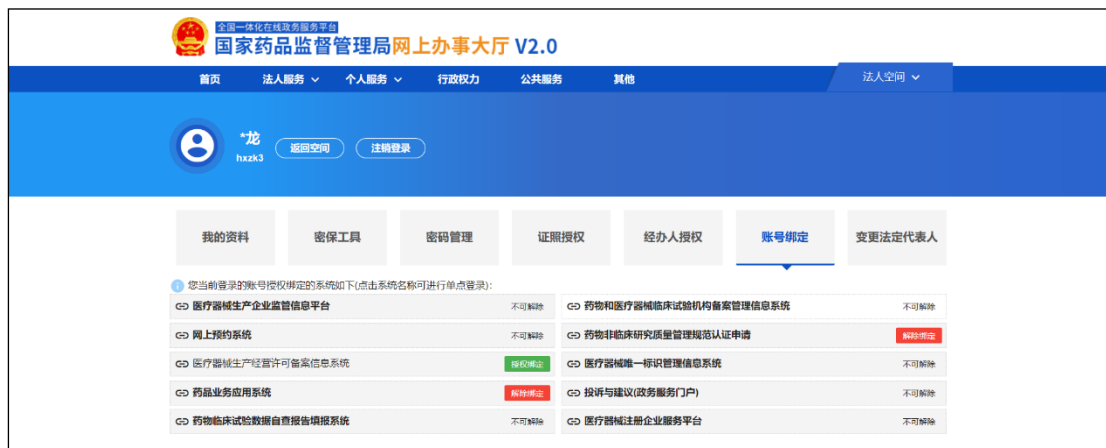 全国一体化在线政务服务平台
国家药品监督管理局网上办事大厅 V2.0
首页 法人服务 个人服务 行政权力 公共服务 其他 法人空间
*龙
hxzk3
返回空间 注销登录
我的资料 密保工具 密码管理 证照授权 经办人授权 账号绑定 变更法定代表人
您当前登录的账号授权绑定的系统如下(点击系统名称可进行单点登录):
医疗器械生产企业监管信息平台 不可解除 药物和医疗器械临床试验机构备案管理信息系统 不可解除
网上预约系统 不可解除 药物非临床研究质量管理规范认证申请 解除绑定
医疗器械生产经营许可备案信息系统 授权绑定 医疗器械唯一标识管理信息系统 不可解除
药品业务应用系统 解除绑定 投诉与建议(政务服务门户) 不可解除
药物临床试验数据自查报告填报系统 不可解除 医疗器械注册企业服务平台 不可解除